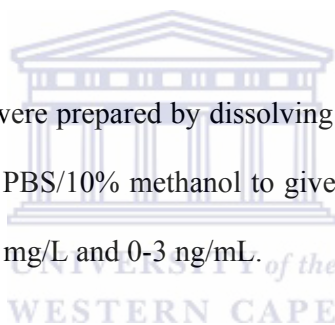 were prepared by dissolving
PBS/10% methanol to give
mg/L and 0-3 ng/mL.
UNIVERSITY of the
WESTERN CAPE